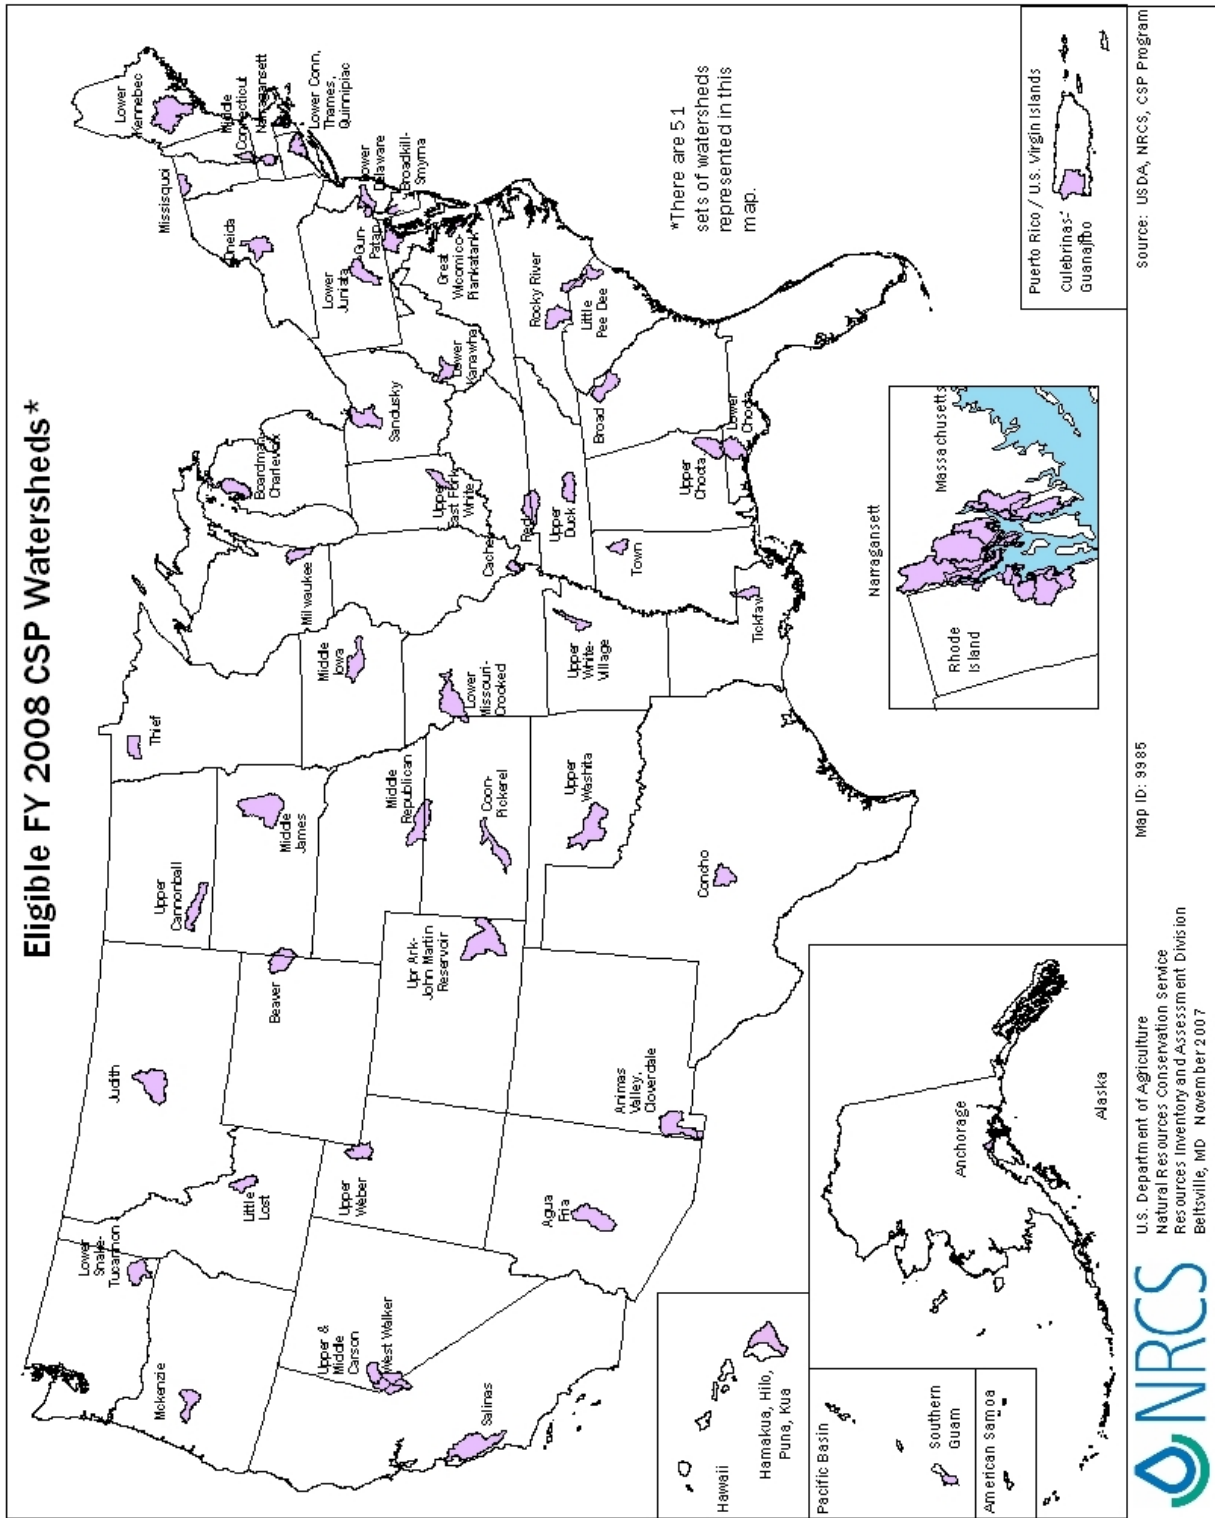 Eligible FY 2008 CSP Watersheds*
Lower
Snake-
Tucannon
Mckenzie
Upper &
Middle
Carson
West Walker
Salinas
Little
Lost
Upper
Weber
Agua
Fria
Judith
Beaver
Animas
Valley,
Cloverdale
Upper
Cannonball
Middle
James
Upr Ark-
John Martin
Reservoir
Middle
Republican
Coon-
Pickerel
Upper
Washita
Concho
Thief
Middle
Iowa
Lower
Missouri-
Crooked
Upper
White-
Village
Tickfaw
Milwaukee
Cache
Boardman-
Charlevoix
Upper
East Fork
White
Red
Upper
Duck
Town
Upper
Chocta
Lower
Chocta
Sandusky
Lower
Kanawha
Broad
Rocky River
Little
Pee Dee
Oneida
Missisquoi
Lower
Juniata
Gun-
Patap
Great
Wicomico-
Piankatank
Lower
Delaware
Broadkill-
Smyrna
Lower
Kennebec
Middle
Connecticut
Narragansett
Lower Conn,
Thames,
Quinnipiac
*There are 51
sets of watersheds
represented in this
map.
Hawaii
Hamakua, Hilo,
Puna, Kua
Pacific Basin
Southern
Guam
American Samoa
Anchorage
Alaska
Narragansett
Massachusetts
Rhode
Island
Puerto Rico / U.S. Virgin Islands
Culebrinas-
Guanajibo
NRCS
U.S. Department of Agriculture
Natural Resources Conservation Service
Resources Inventory and Assessment Division
Beltsville, MD November 2007
Map ID: 9985
Source: USDA, NRCS, CSP Program